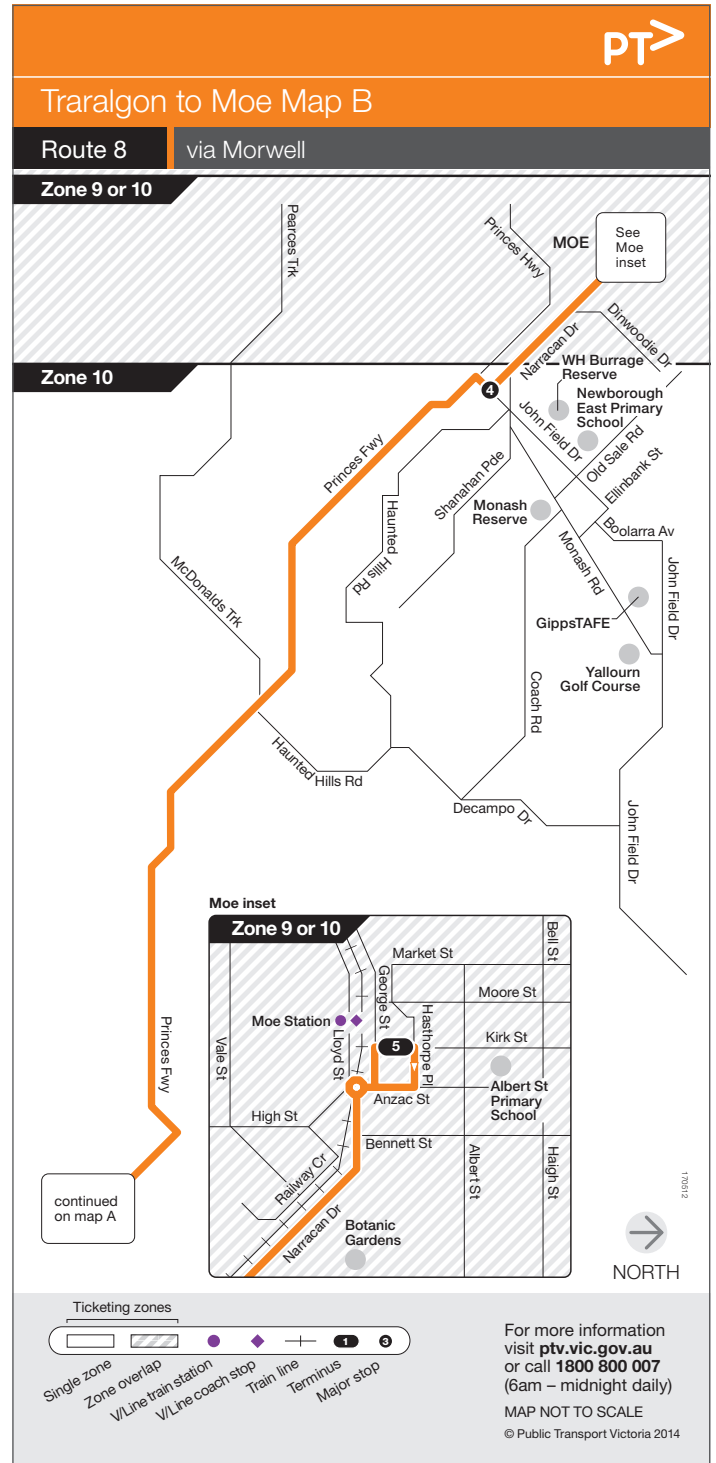 PT
Traralgon to Moe Map B
Route 8
via Morwell
Zone 9 or 10
Pearces Trk
Princes Hwy
MOE
See
Moe
inset
Dinwoodie Dr
Narracan Dr
WH Burrage
Reserve
Zone 10
4
Newborough
East Primary
School
John Field Dr
Old Sale Rd
Ellinbank St
Princes Fwy
Shanahan Pde
Haunted
Hills Rd
Monash
Reserve
Boolarra Av
Monash Rd
John Field Dr
McDonalds Trk
GippsTAFE
Yallourn
Golf Course
Coach Rd
Haunted
Hills Rd
Decampo Dr
John Field Dr
Princes Fwy
continued
on map A
Moe inset
Zone 9 or 10
Bell St
Market St
George St
Moore St
Moe Station
Lloyd St
Hasthorpe Pl
Kirk St
5
Vale St
Albert St
Primary
School
Anzac St
High St
Bennett St
Railway Cr
Albert St
Haigh St
Narracan Dr
Botanic
Gardens
170512
NORTH
Ticketing zones
1
3
Single zone
Zone overlap
V/Line train station
V/Line coach stop
Train line
Terminus
Major stop
For more information
visit ptv.vic.gov.au
or call 1800 800 007
(6am – midnight daily)
MAP NOT TO SCALE
© Public Transport Victoria 2014